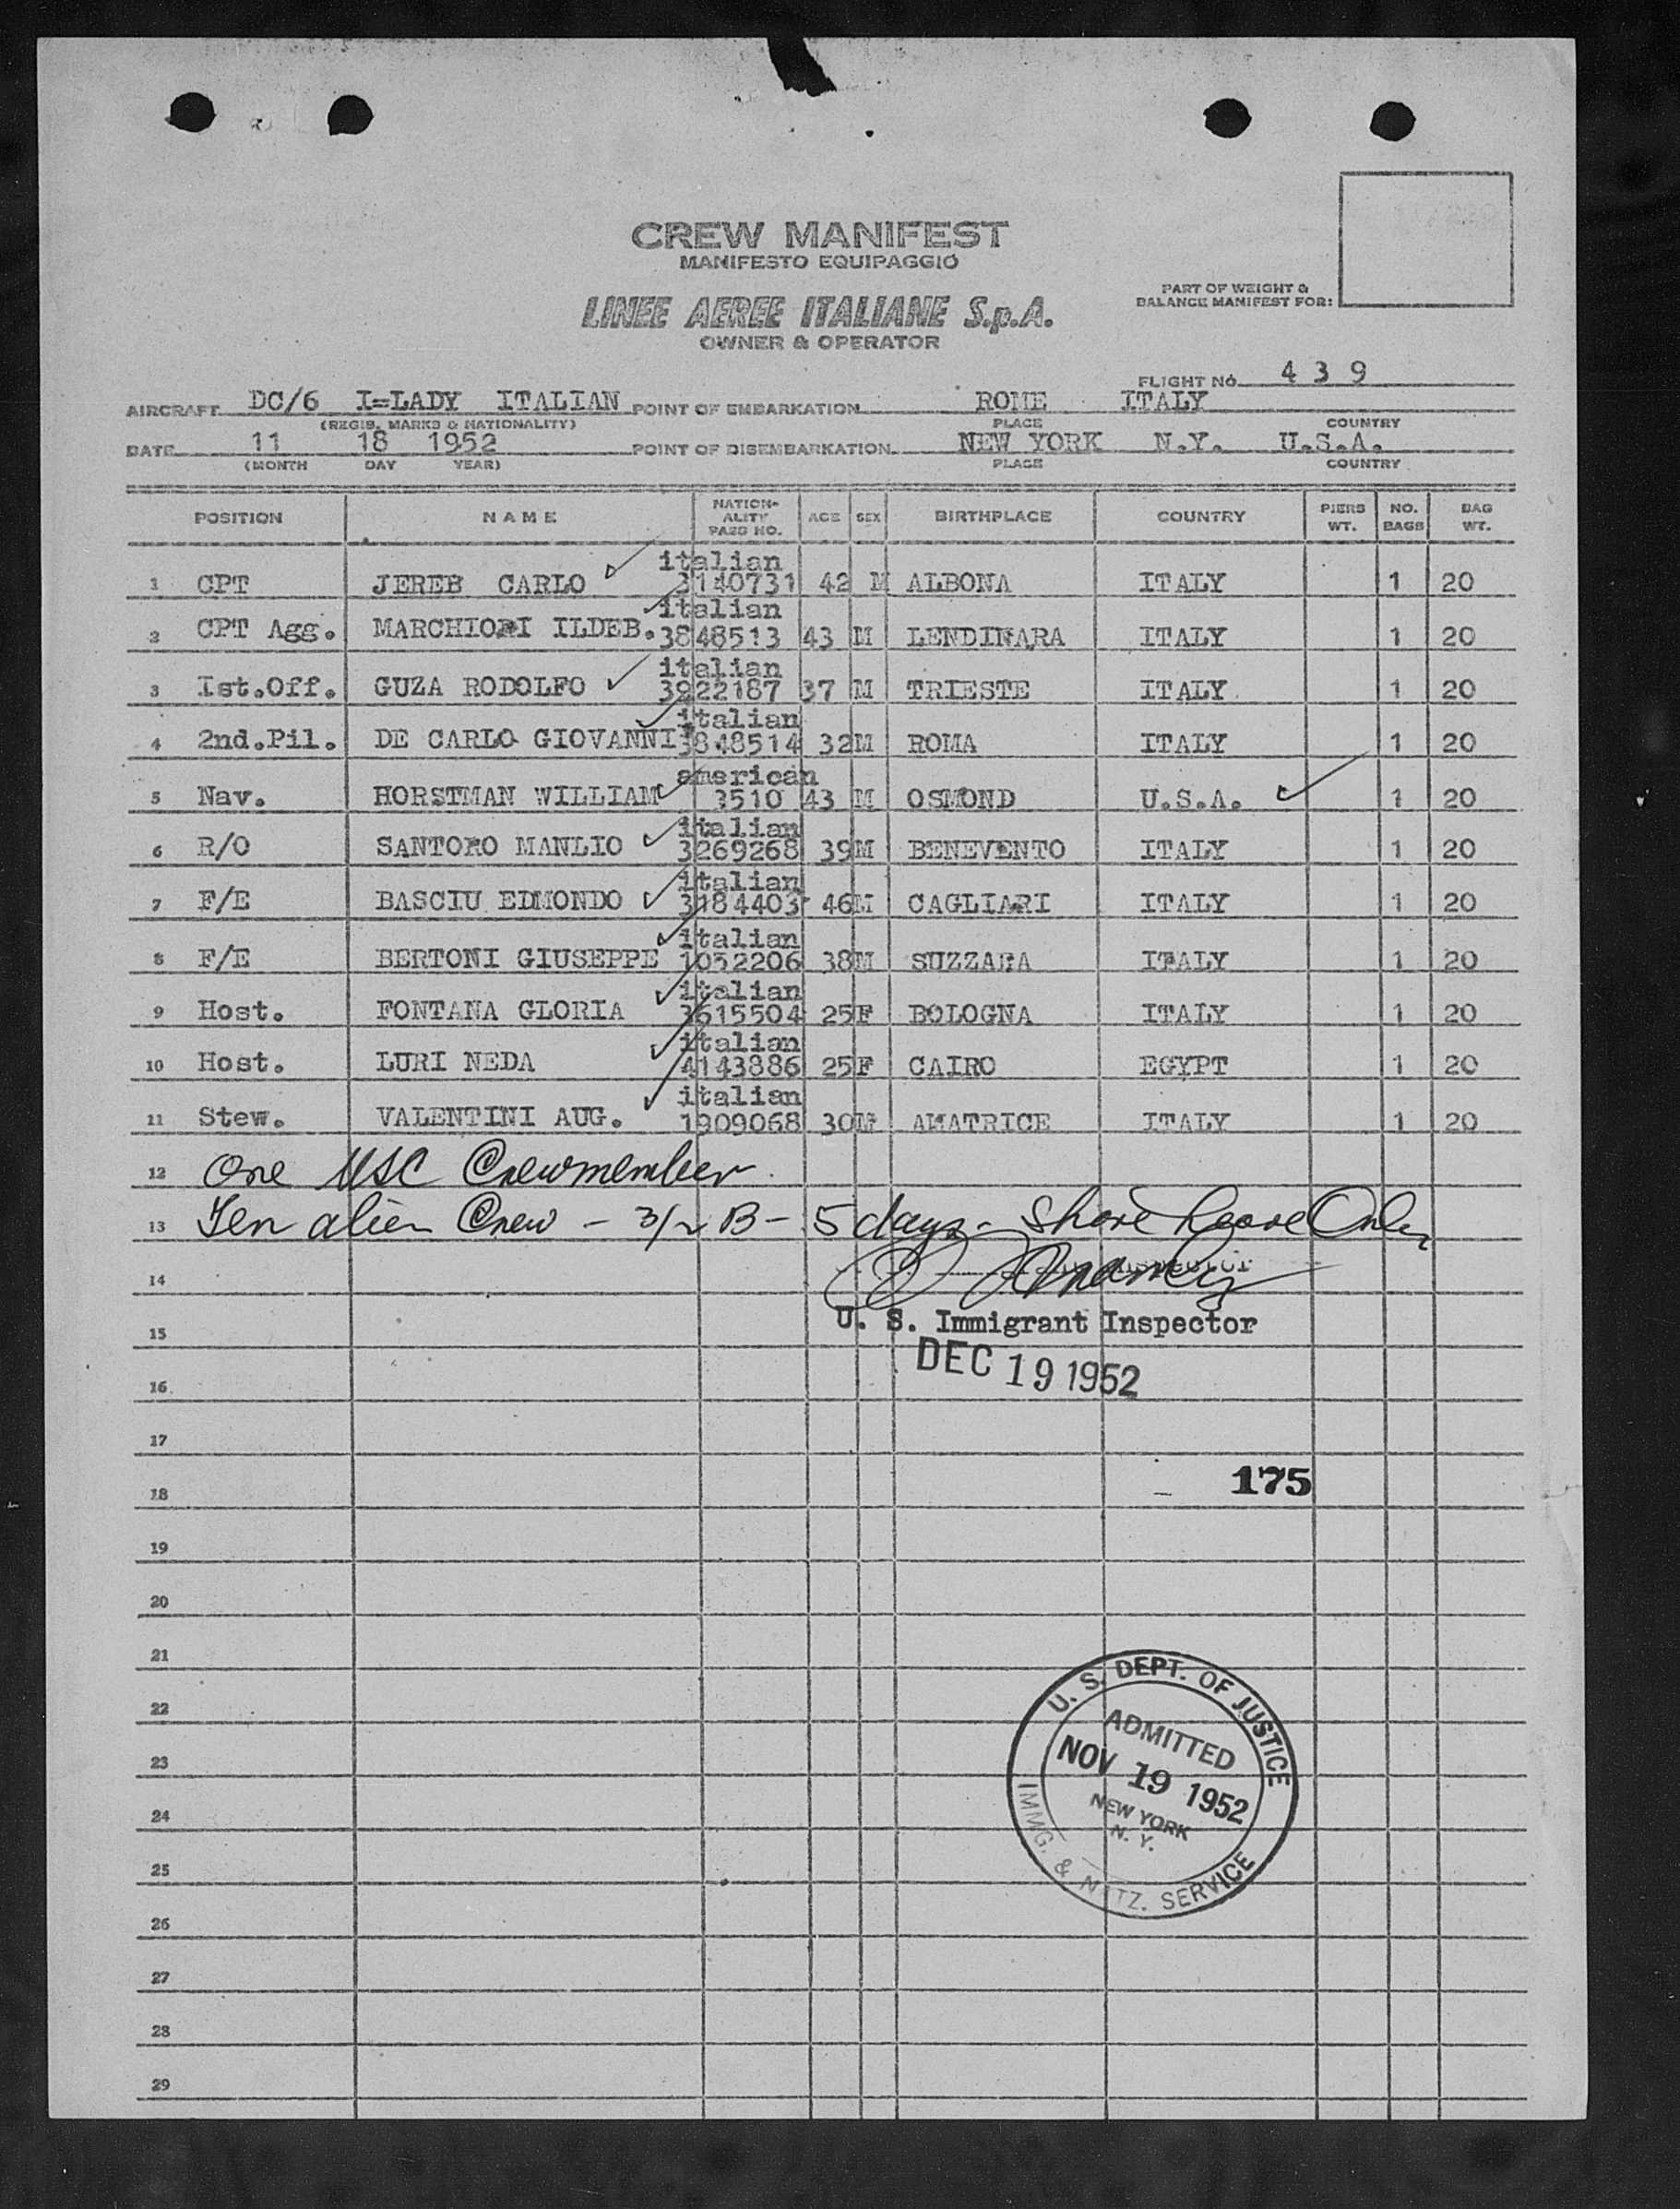 CREW MANIFEST
MANIFESTO EQUIPAGGIO
LINEE AEREE ITALIANE S.p.A.
OWNER & OPERATOR
PART OF WEIGHT &
BALANCE MANIFEST FOR:
FLIGHT No. 4 3 9
AIRCRAFT DC/6 I=LADY ITALIAN POINT OF EMBARKATION ROME ITALY
(REGIS. MARKS & NATIONALITY) PLACE COUNTRY
DATE 11 18 1952 POINT OF DISEMBARKATION NEW YORK N.Y. U.S.A.
(MONTH DAY YEAR) PLACE COUNTRY
POSITION NAME NATION-ALITY PASS NO. AGE SEX BIRTHPLACE COUNTRY WT. NO. BAGS BAG WT.
1 CPT JEREB CARLO italian 3140731 42 M ALBONA ITALY 1 20
2 CPT Agg. MARCHIORI ILDEB. italian 3848513 43 M LENDINARA ITALY 1 20
3 Ist.Off. GUZA RODOLFO italian 3922187 37 M TRIESTE ITALY 1 20
4 2nd.Pil. DE CARLO GIOVANNI italian 3848514 32 M ROMA ITALY 1 20
5 Nav. HORSTMAN WILLIAM american 3510 43 M OSMOND U.S.A. 1 20
6 R/O SANTORO MANLIO italian 3269268 39 M BENEVENTO ITALY 1 20
7 F/E BASCIU EDMONDO italian 3184403 46 M CAGLIARI ITALY 1 20
8 F/E BERTONI GIUSEPPE italian 1052206 38 M SUZZARA ITALY 1 20
9 Host. FONTANA GLORIA italian 3615504 25 F BOLOGNA ITALY 1 20
10 Host. LURI NEDA italian 4143886 25 F CAIRO EGYPT 1 20
11 Stew. VALENTINI AUG. italian 1909068 30 M AMATRICE ITALY 1 20
12 One USC Crewmember
13 Ten alien Crew - 3/2 B - 5 days - Shore Leave Only
14
U. S. Immigrant Inspector
15
DEC 19 1952
16
17
175
18
19
20
21
22
23
24
25
26
27
28
29
U. S. DEPT. OF JUSTICE
ADMITTED
NOV 19 1952
NEW YORK
N. Y.
IMMG. & NATZ. SERVICE